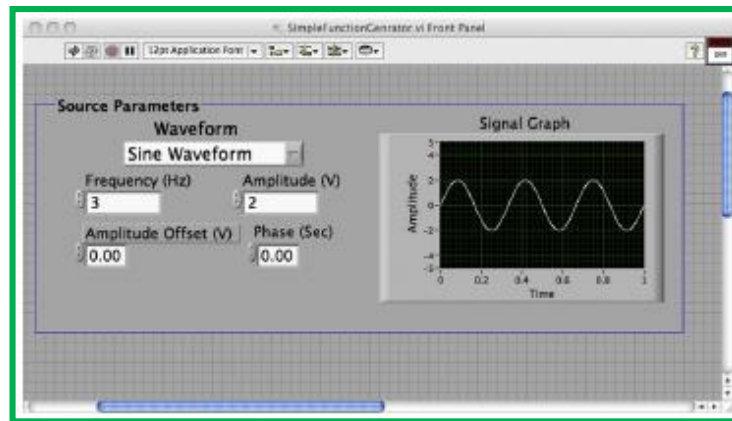 SimpleFunctionGenrator.vi Front Panel
12pt Application Font
?
Source Parameters
Waveform
Sine Waveform
Frequency (Hz) Amplitude (V)
3 2
Amplitude Offset (V) Phase (Sec)
0.00 0.00
Signal Graph
Amplitude
5
4
2
0
-2
-4
-5
0 0.2 0.4 0.6 0.8 1
Time